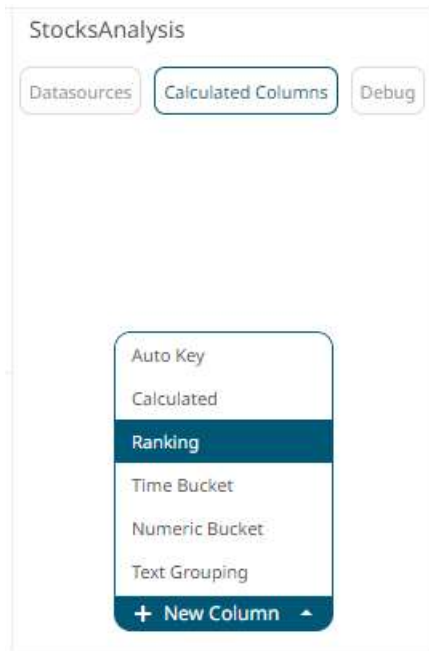 StocksAnalysis
Datasources Calculated Columns Debug
Auto Key
Calculated
Ranking
Time Bucket
Numeric Bucket
Text Grouping
+ New Column